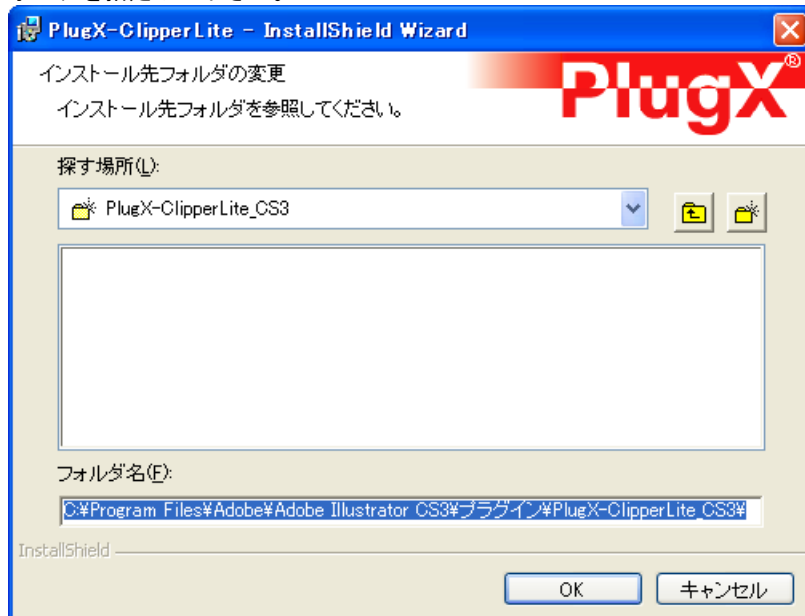 PlugX-ClipperLite - InstallShield Wizard
インストール先フォルダの変更
インストール先フォルダを参照してください。
PlugX®
探す場所(L):
PlugX-ClipperLite_CS3
フォルダ名(F):
C:¥Program Files¥Adobe¥Adobe Illustrator CS3¥プラグイン¥PlugX-ClipperLite_CS3¥
InstallShield
OK
キャンセル